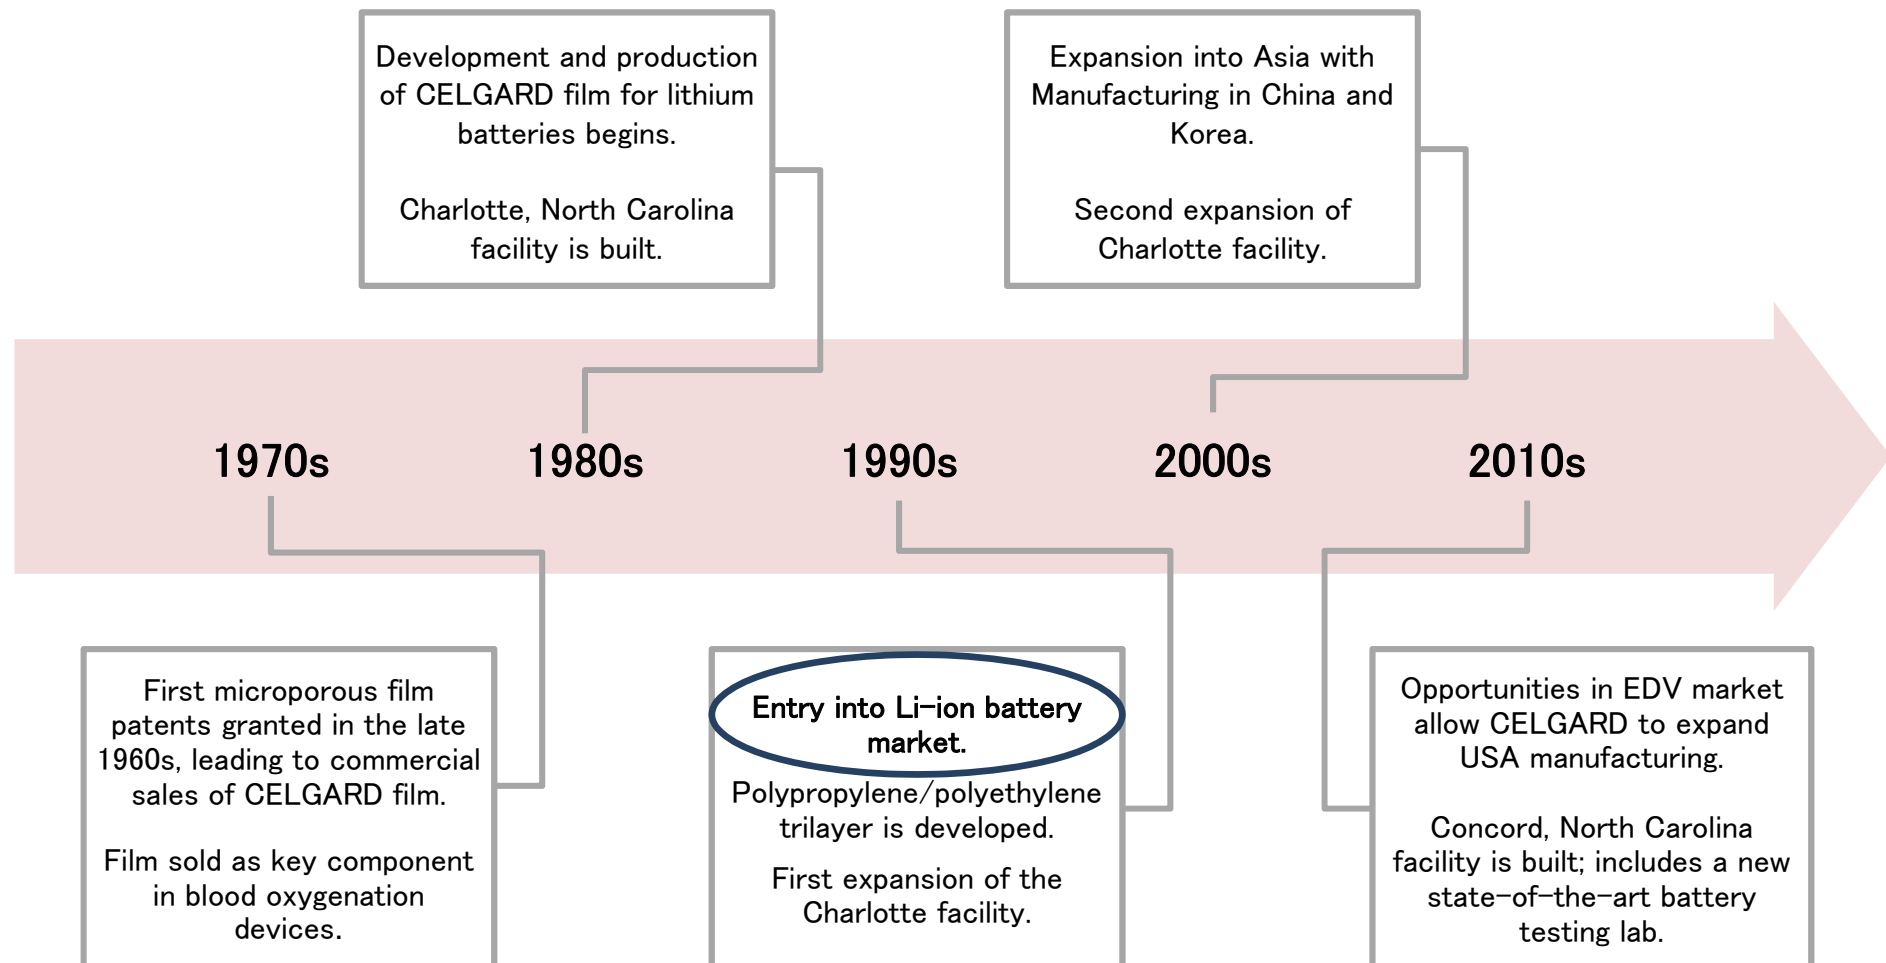 Development and production
of CELGARD film for lithium
batteries begins.
Charlotte, North Carolina
facility is built.
Expansion into Asia with
Manufacturing in China and
Korea.
Second expansion of
Charlotte facility.
1970s
1980s
1990s
2000s
2010s
First microporous film
patents granted in the late
1960s, leading to commercial
sales of CELGARD film.
Film sold as key component
in blood oxygenation
devices.
Entry into Li-ion battery
market.
Polypropylene/polyethylene
trilayer is developed.
First expansion of the
Charlotte facility.
Opportunities in EDV market
allow CELGARD to expand
USA manufacturing.
Concord, North Carolina
facility is built; includes a new
state-of-the-art battery
testing lab.